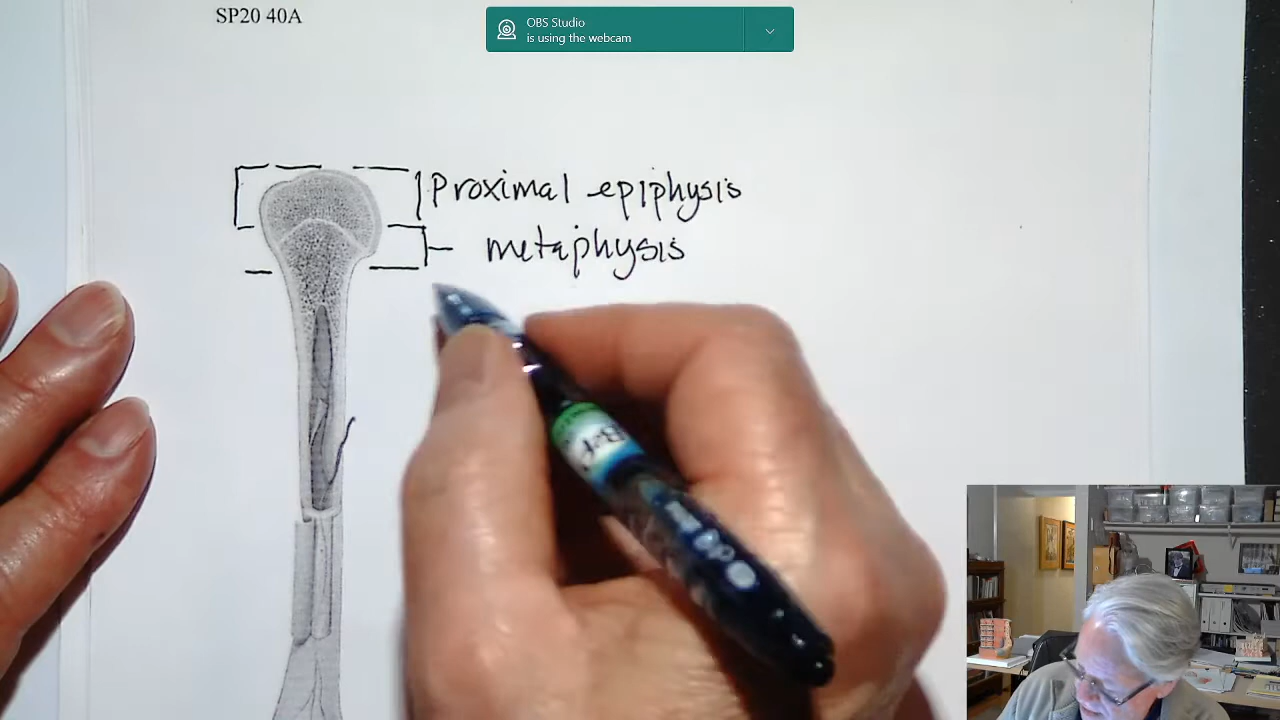 SP20 40A
OBS Studio
is using the webcam
Proximal epiphysis
metaphysis